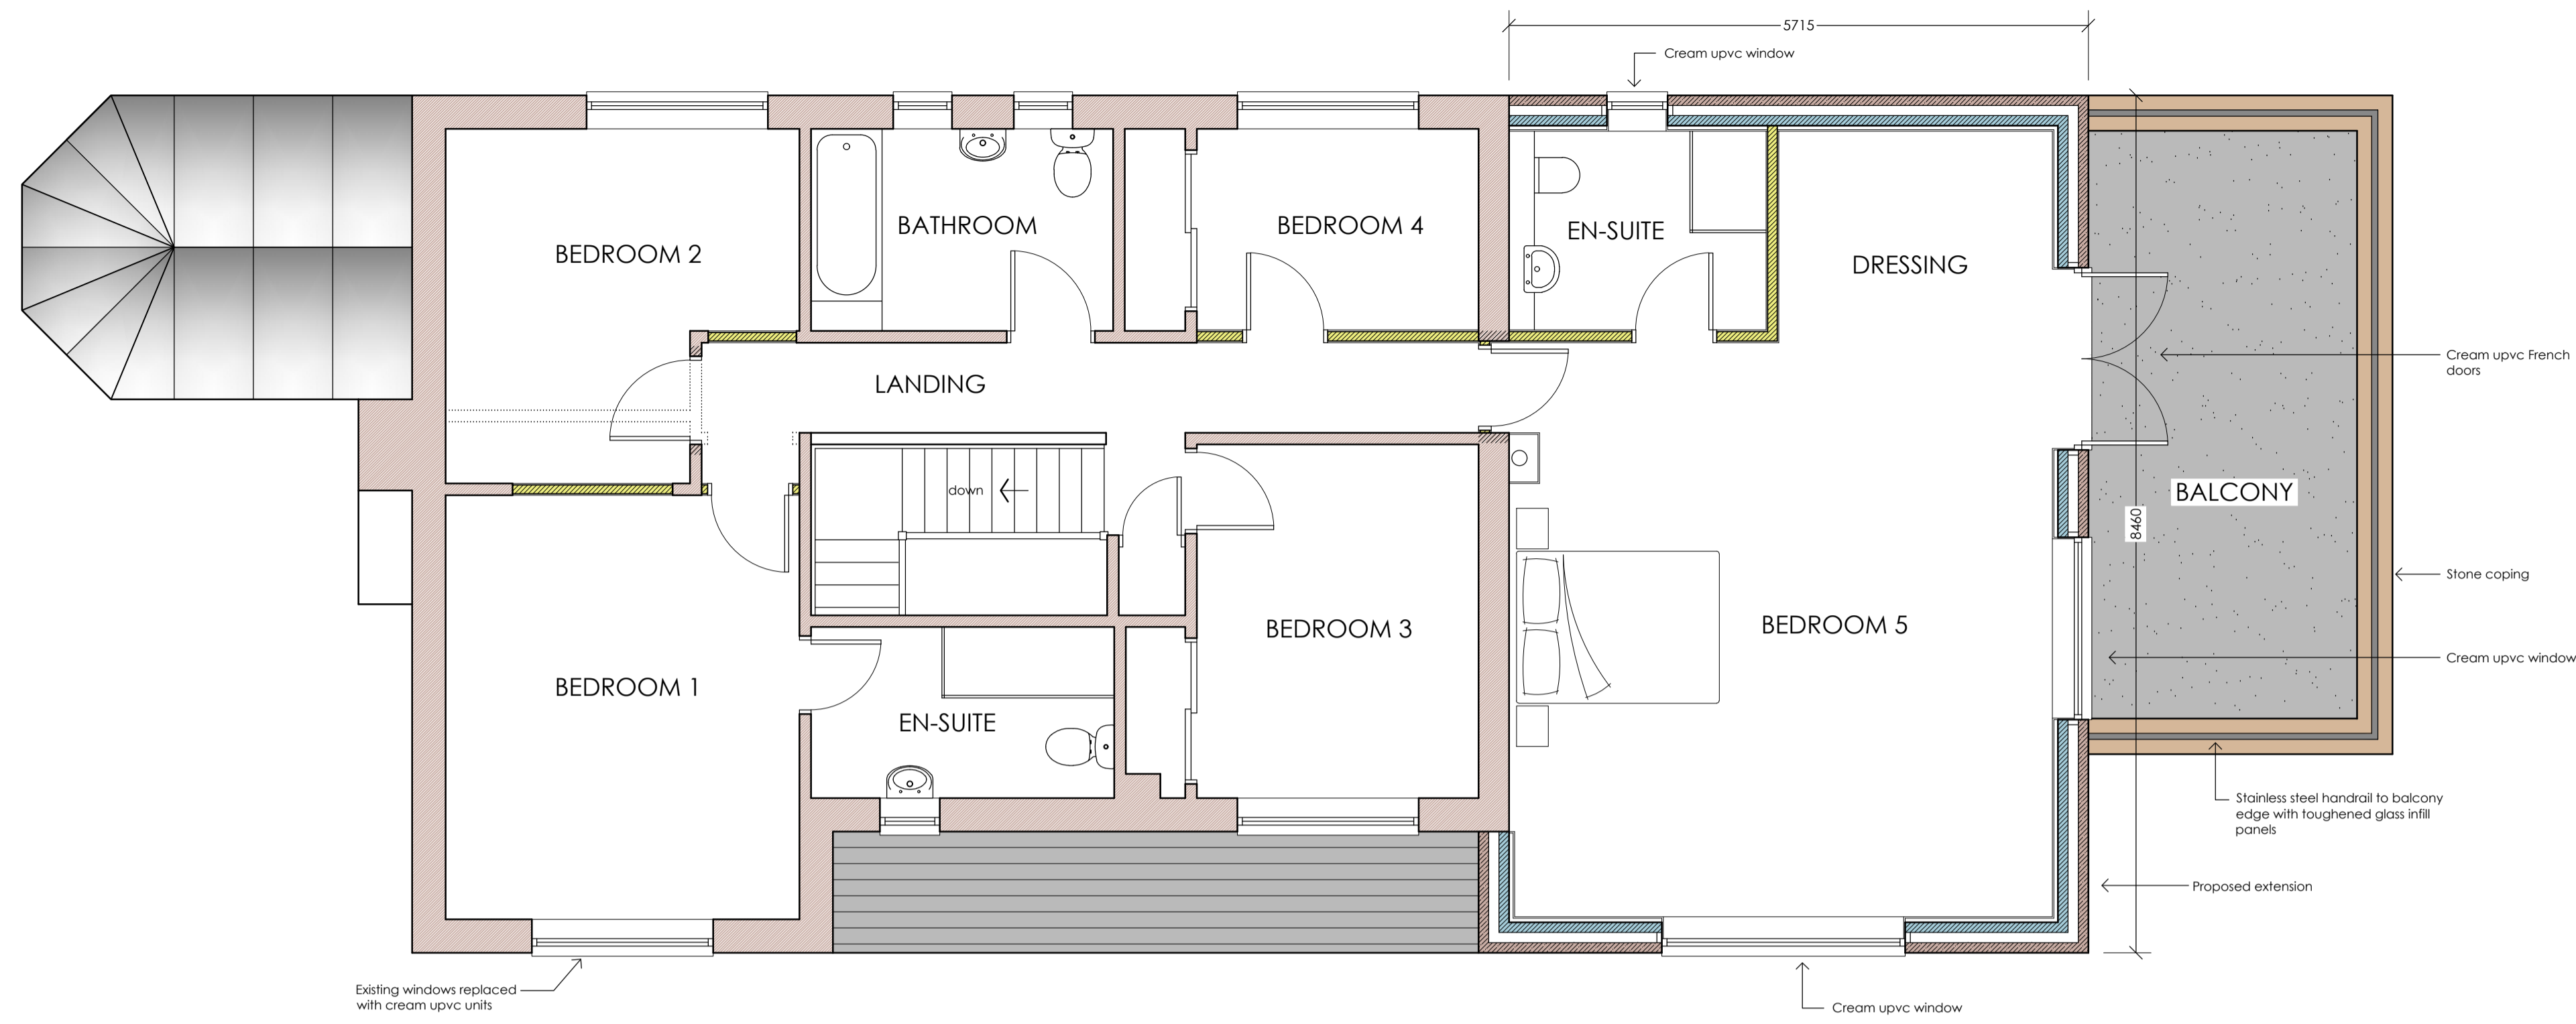 5715
Cream upvc window
BEDROOM 2
BATHROOM
BEDROOM 4
EN-SUITE
DRESSING
LANDING
Cream upvc French
doors
down
BALCONY
8460
Stone coping
BEDROOM 1
EN-SUITE
BEDROOM 3
BEDROOM 5
Cream upvc window
Stainless steel handrail to balcony
edge with toughened glass infill
panels
Proposed extension
Existing windows replaced
with cream upvc units
Cream upvc window